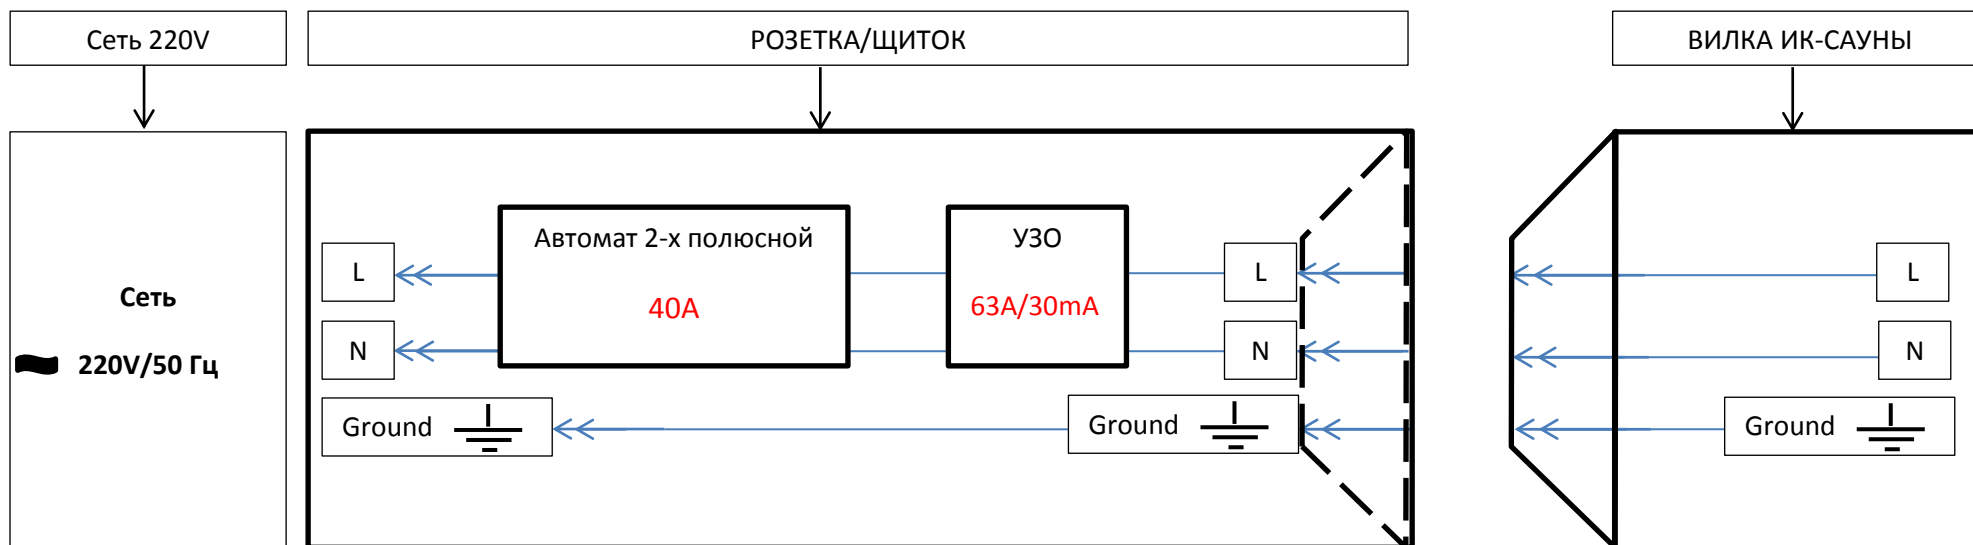 Сеть 220V
РОЗЕТКА/ЩИТОК
ВИЛКА ИК-САУНЫ
Сеть
220V/50 Гц
L
N
Ground
Автомат 2-х полюсной
40A
УЗО
63A/30mA
L
N
Ground
L
N
Ground